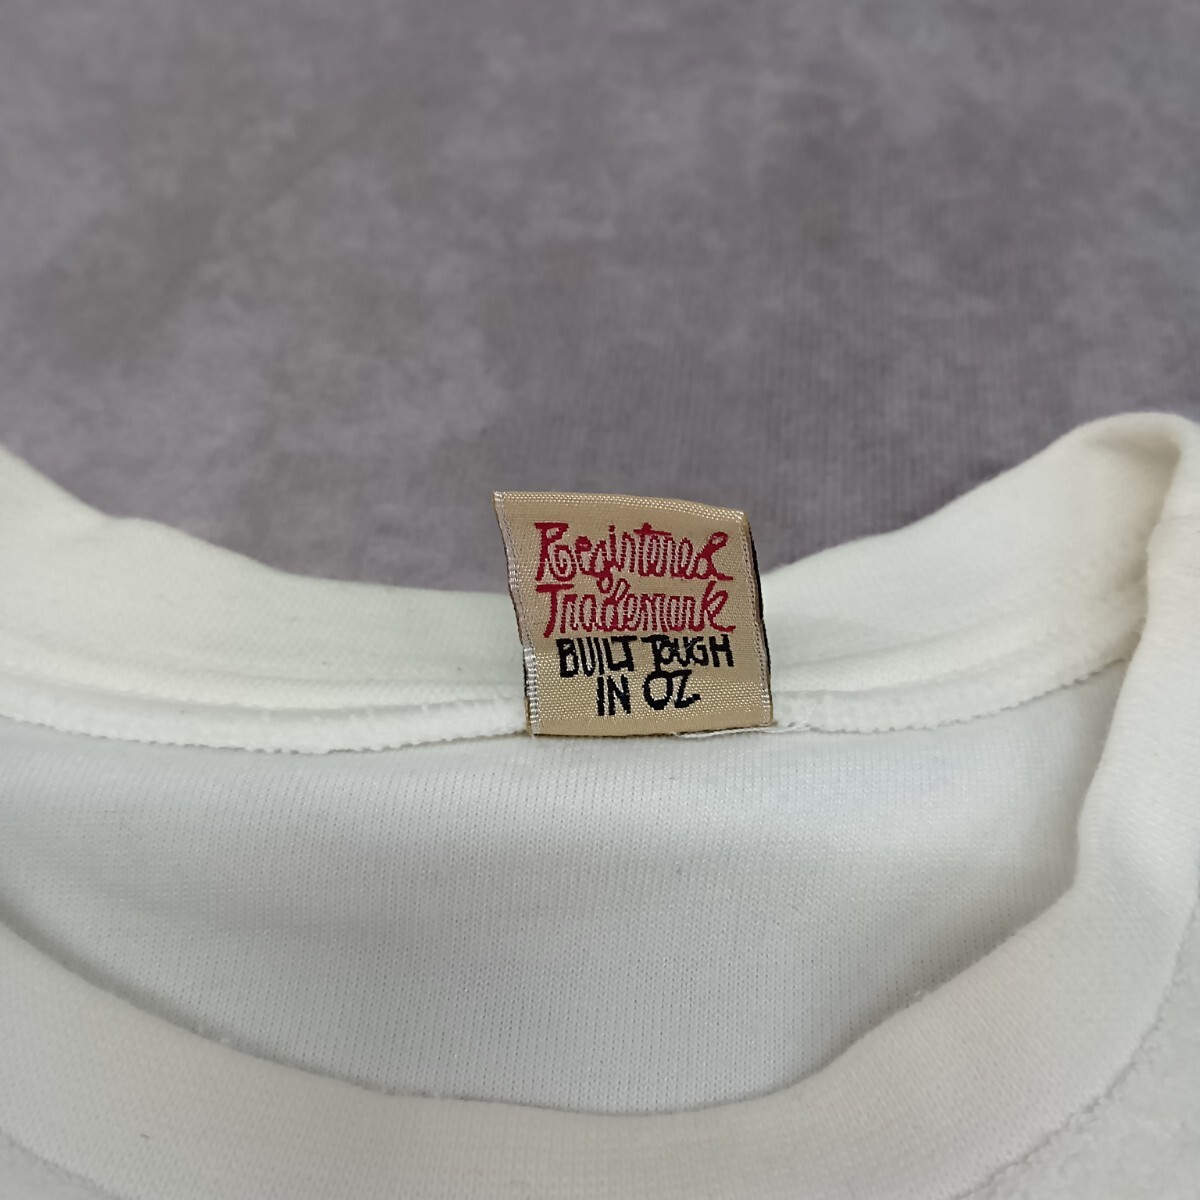 Registered
Trademark
BUILT TOUGH
IN OZ